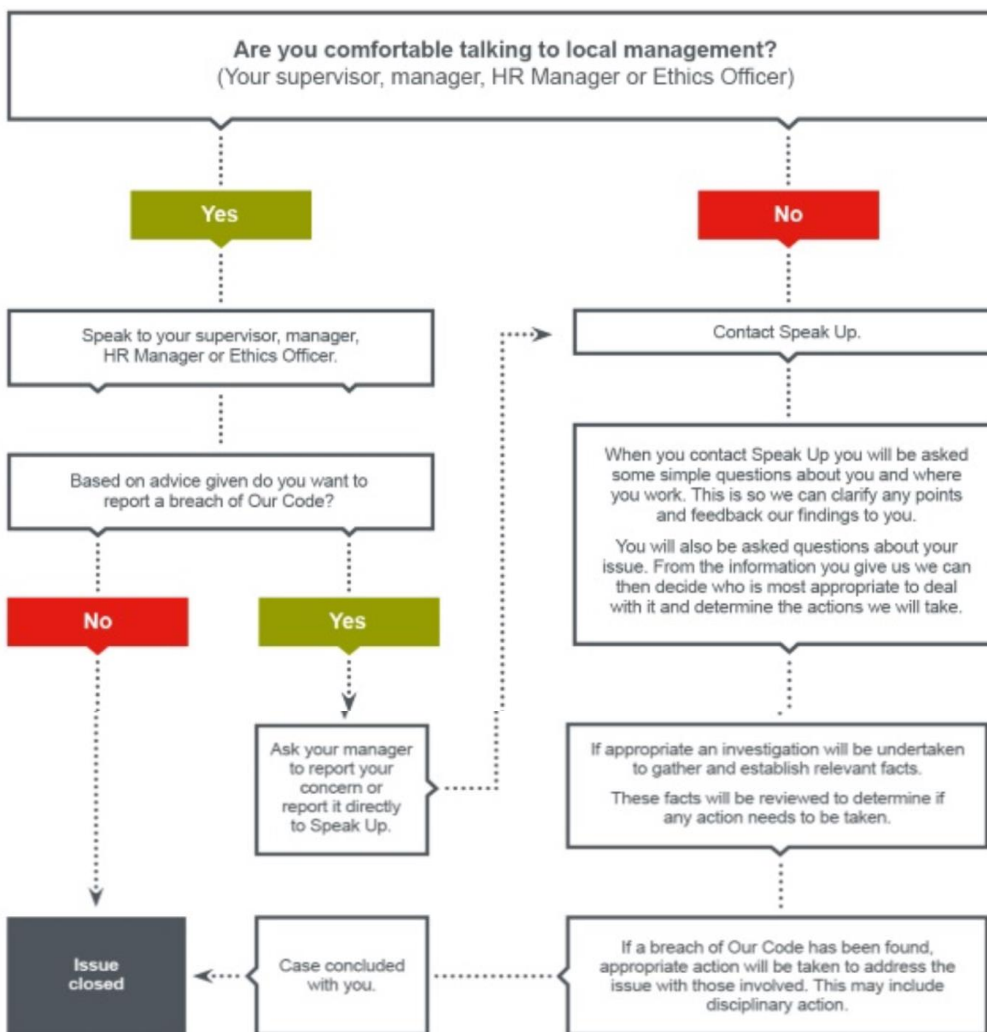 Are you comfortable talking to local management?
(Your supervisor, manager, HR Manager or Ethics Officer)
Yes
No
Speak to your supervisor, manager,
HR Manager or Ethics Officer.
Contact Speak Up.
Based on advice given do you want to
report a breach of Our Code?
When you contact Speak Up you will be asked
some simple questions about you and where
you work. This is so we can clarify any points
and feedback our findings to you.
You will also be asked questions about your
issue. From the information you give us we can
then decide who is most appropriate to deal
with it and determine the actions we will take.
No
Yes
Ask your manager
to report your
concern or
report it directly
to Speak Up.
If appropriate an investigation will be undertaken
to gather and establish relevant facts.
These facts will be reviewed to determine if
any action needs to be taken.
Issue
closed
Case concluded
with you.
If a breach of Our Code has been found,
appropriate action will be taken to address the
issue with those involved. This may include
disciplinary action.